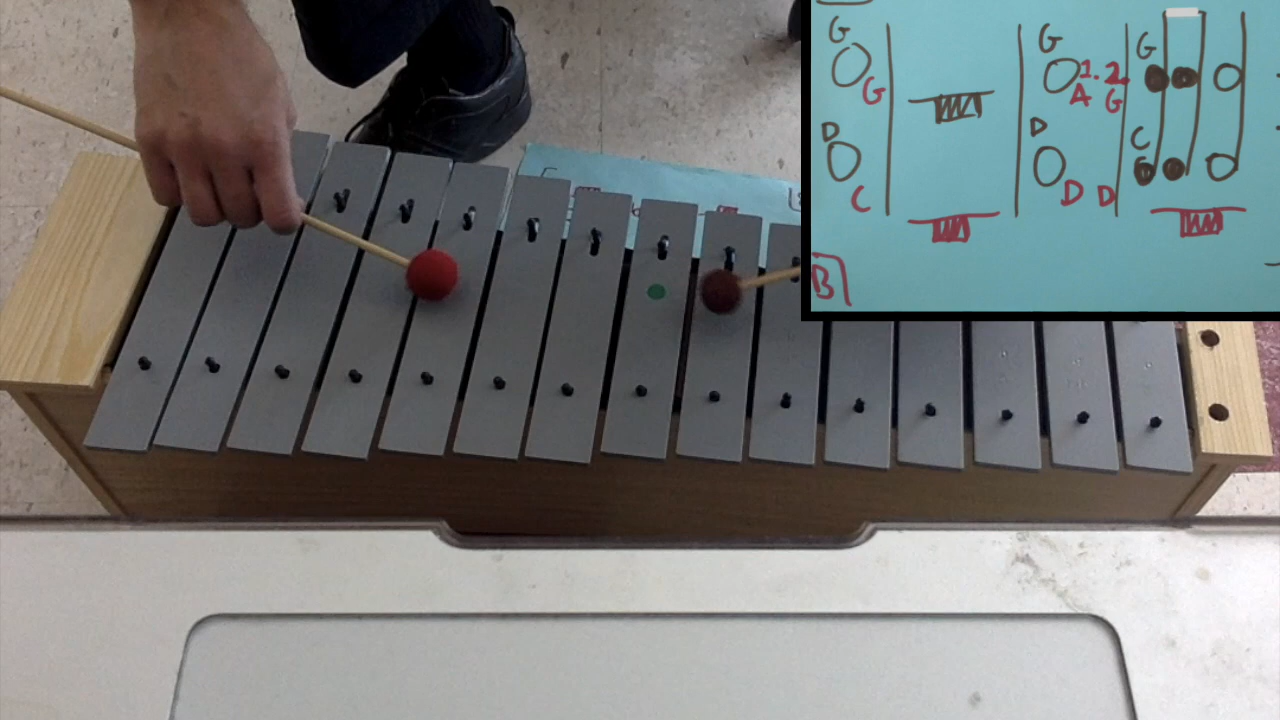 G G G
G 1. 2.
A G
D D C
C D D
B